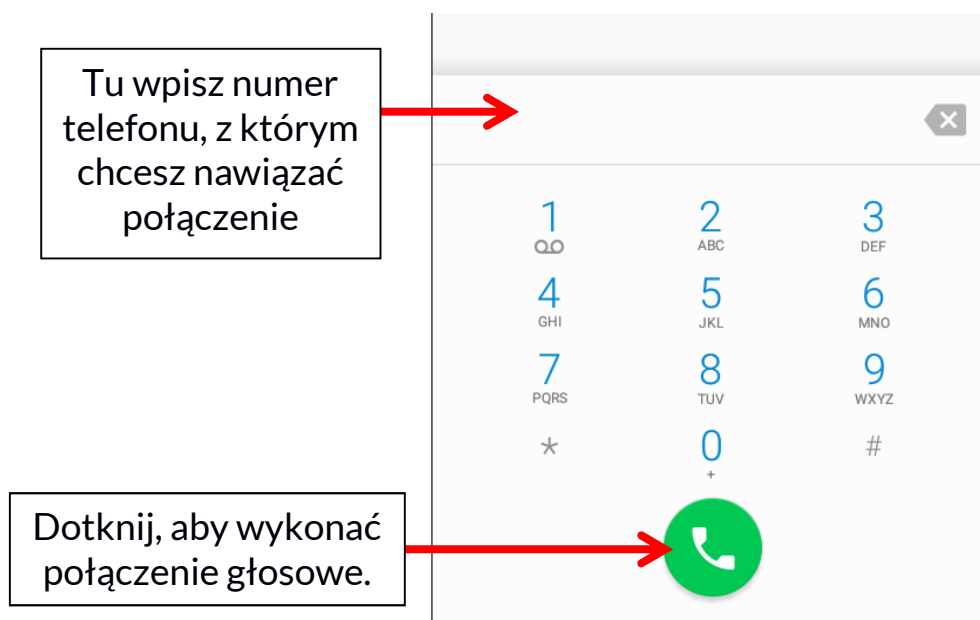 Tu wpisz numer
telefonu, z którym
chcesz nawiązać
połączenie
1 2 3
ABC DEF
4 5 6
GHI JKL MNO
7 8 9
PQRS TUV WXYZ
* 0 #
+
Dotknij, aby wykonać
połączenie głosowe.